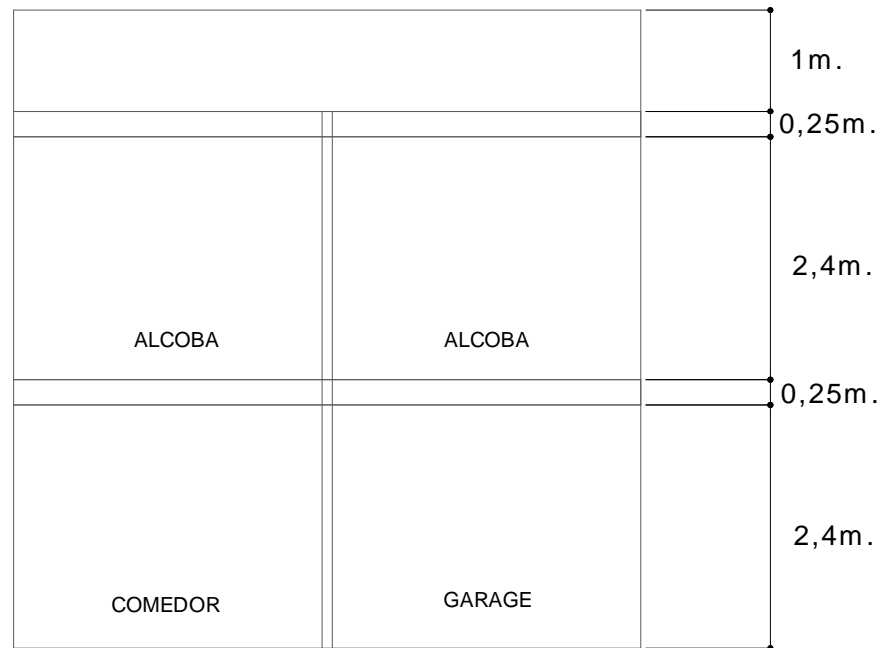 1m.
0,25m.
2,4m.
ALCOBA
ALCOBA
0,25m.
2,4m.
COMEDOR
GARAGE